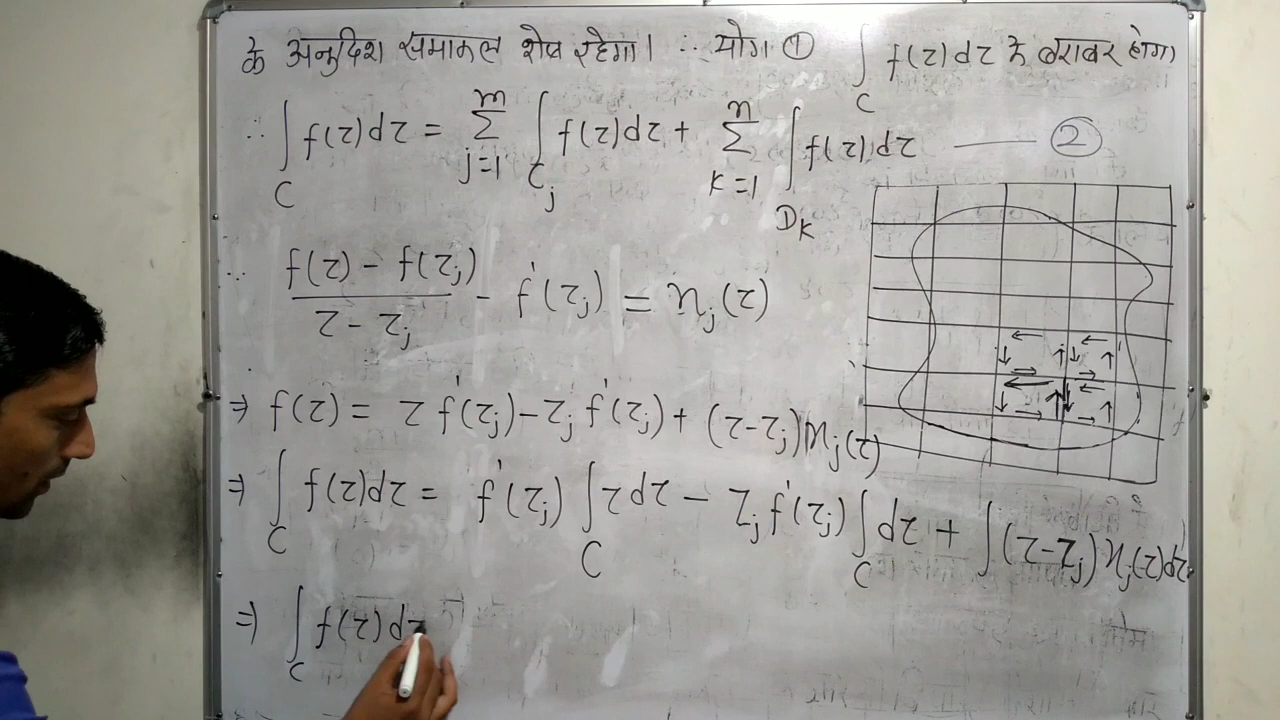 के अनुदिश समाकल शेष रहेगा। ∴ योग ① ∫_C f(z)dz के बराबर होगा
∴ ∫_C f(z)dz = Σ_{j=1}^{m} ∫_{C_j} f(z)dz + Σ_{K=1}^{n} ∫_{D_K} f(z)dz —— ②
∵ (f(z) - f(z_j))/(z - z_j) - f'(z_j) = η_j(z)
⇒ f(z) = z f'(z_j) - z_j f'(z_j) + (z-z_j)η_j(z)
⇒ ∫_C f(z)dz = f'(z_j) ∫_C zdz - z_j f'(z_j) ∫_C dz + ∫(z-z_j)η_j(z)dz
⇒ ∫_C f(z)dz